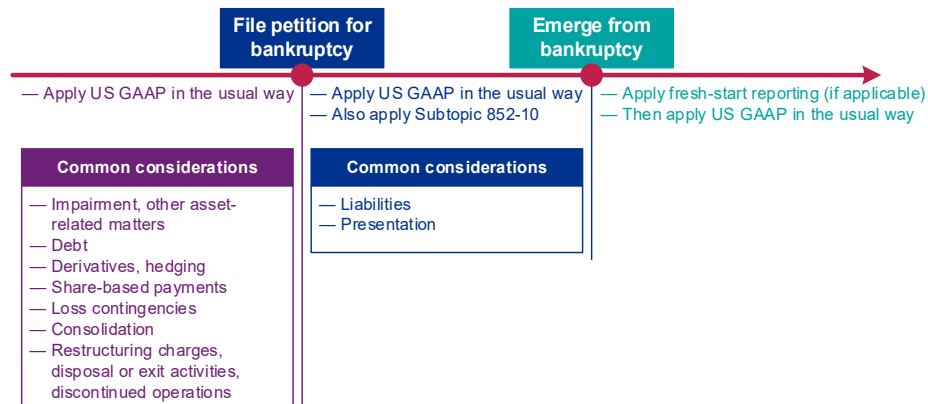 File petition for
bankruptcy
Emerge from
bankruptcy
— Apply US GAAP in the usual way
— Apply US GAAP in the usual way
— Also apply Subtopic 852-10
— Apply fresh-start reporting (if applicable)
— Then apply US GAAP in the usual way
Common considerations
— Impairment, other asset-
related matters
— Debt
— Derivatives, hedging
— Share-based payments
— Loss contingencies
— Consolidation
— Restructuring charges,
disposal or exit activities,
discontinued operations
Common considerations
— Liabilities
— Presentation